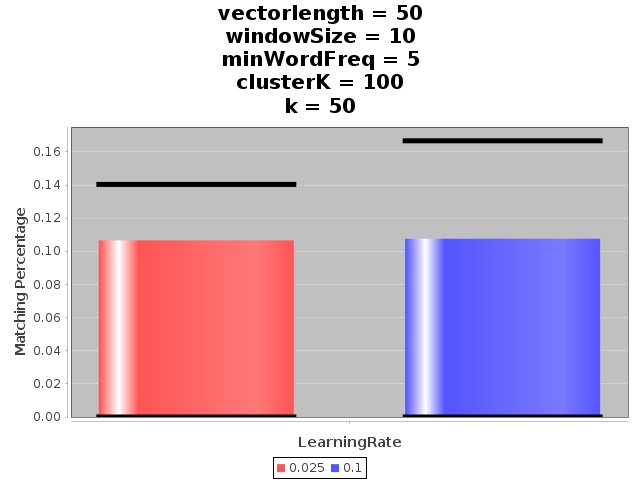 vectorlength = 50
windowSize = 10
minWordFreq = 5
clusterK = 100
k = 50
Matching Percentage
0.16
0.14
0.12
0.10
0.08
0.06
0.04
0.02
0.00
LearningRate
0.025 0.1